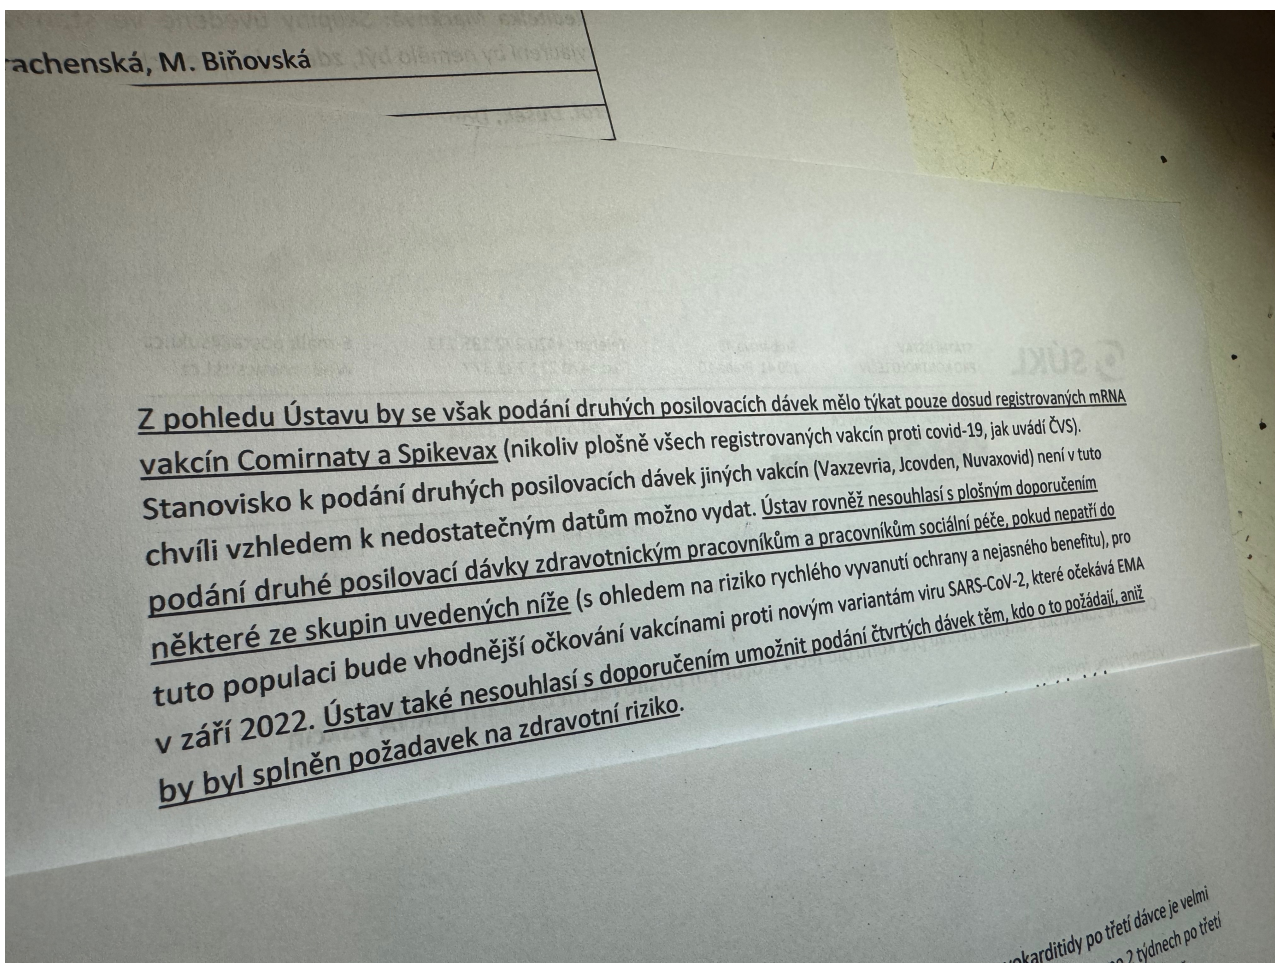 achenská, M. Biňovská
Z pohledu Ústavu by se však podání druhých posilovacích dávek mělo týkat pouze dosud registrovaných mRNA
vakcín Comirnaty a Spikevax (nikoliv plošně všech registrovaných vakcín proti covid-19, jak uvádí ČVS).
Stanovisko k podání druhých posilovacích dávek jiných vakcín (Vaxzevria, Jcovden, Nuvaxovid) není v tuto
chvíli vzhledem k nedostatečným datům možno vydat. Ústav rovněž nesouhlasí s plošným doporučením
podání druhé posilovací dávky zdravotnickým pracovníkům a pracovníkům sociální péče, pokud nepatří do
některé ze skupin uvedených níže (s ohledem na riziko rychlého vyvanutí ochrany a nejasného benefitu), pro
tuto populaci bude vhodnější očkování vakcínami proti novým variantám viru SARS-CoV-2, které očekává EMA
v září 2022. Ústav také nesouhlasí s doporučením umožnit podání čtvrtých dávek těm, kdo o to požádají, aniž
by byl splněn požadavek na zdravotní riziko.
okarditidy po třetí dávce je velmi
2 týdnech po třetí